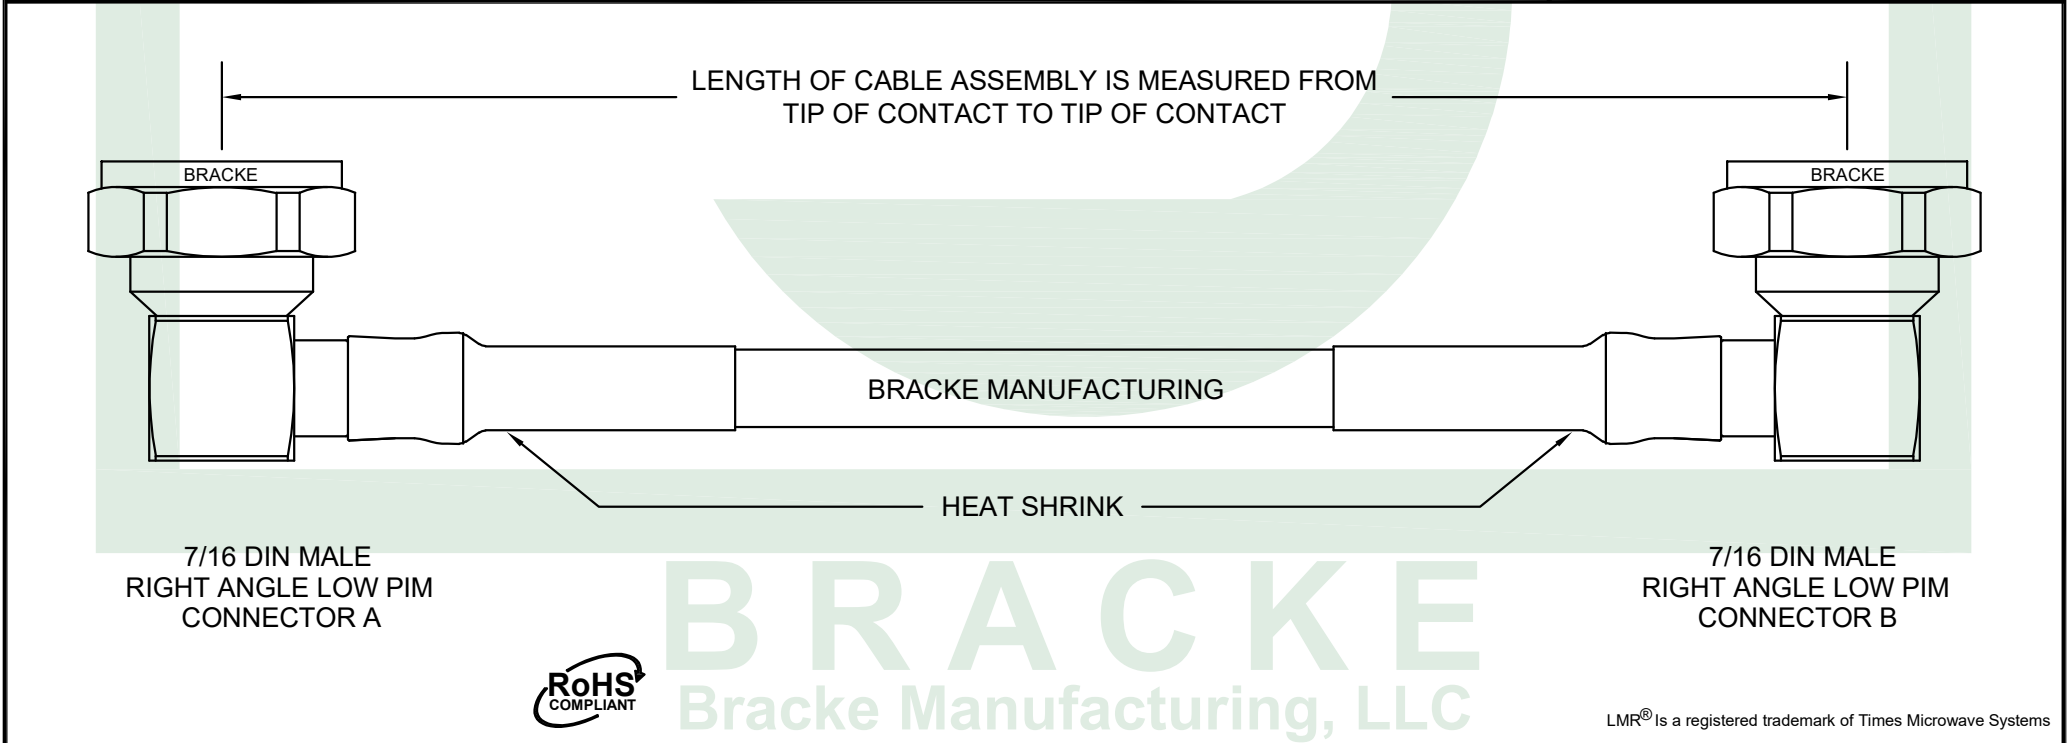 LENGTH OF CABLE ASSEMBLY IS MEASURED FROM
TIP OF CONTACT TO TIP OF CONTACT
BRACKE
BRACKE
BRACKE MANUFACTURING
HEAT SHRINK
7/16 DIN MALE
RIGHT ANGLE LOW PIM
CONNECTOR A
7/16 DIN MALE
RIGHT ANGLE LOW PIM
CONNECTOR B
BRACKE
Bracke Manufacturing, LLC
RoHS
COMPLIANT
LMR® Is a registered trademark of Times Microwave Systems